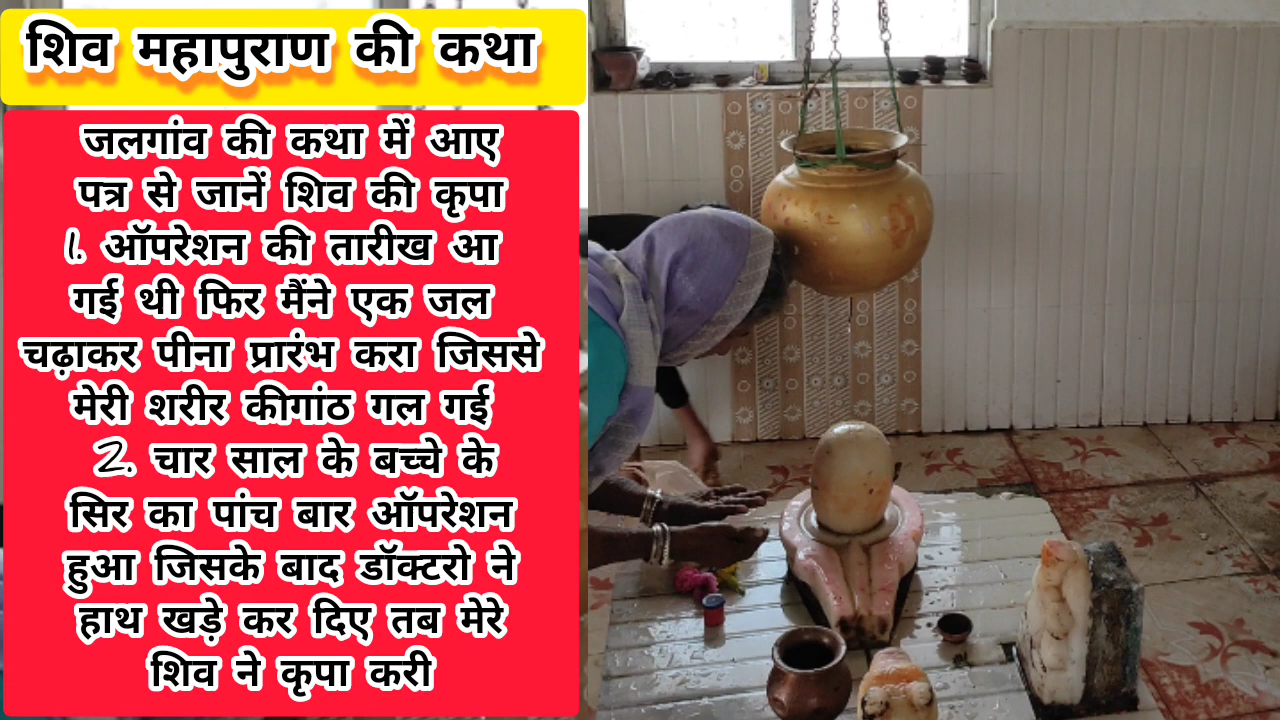 शिव महापुराण की कथा
जलगांव की कथा में आए
पत्र से जानें शिव की कृपा
1. ऑपरेशन की तारीख आ
गई थी फिर मैंने एक जल
चढ़ाकर पीना प्रारंभ करा जिससे
मेरी शरीर कीगांठ गल गई
2. चार साल के बच्चे के
सिर का पांच बार ऑपरेशन
हुआ जिसके बाद डॉक्टरो ने
हाथ खड़े कर दिए तब मेरे
शिव ने कृपा करी